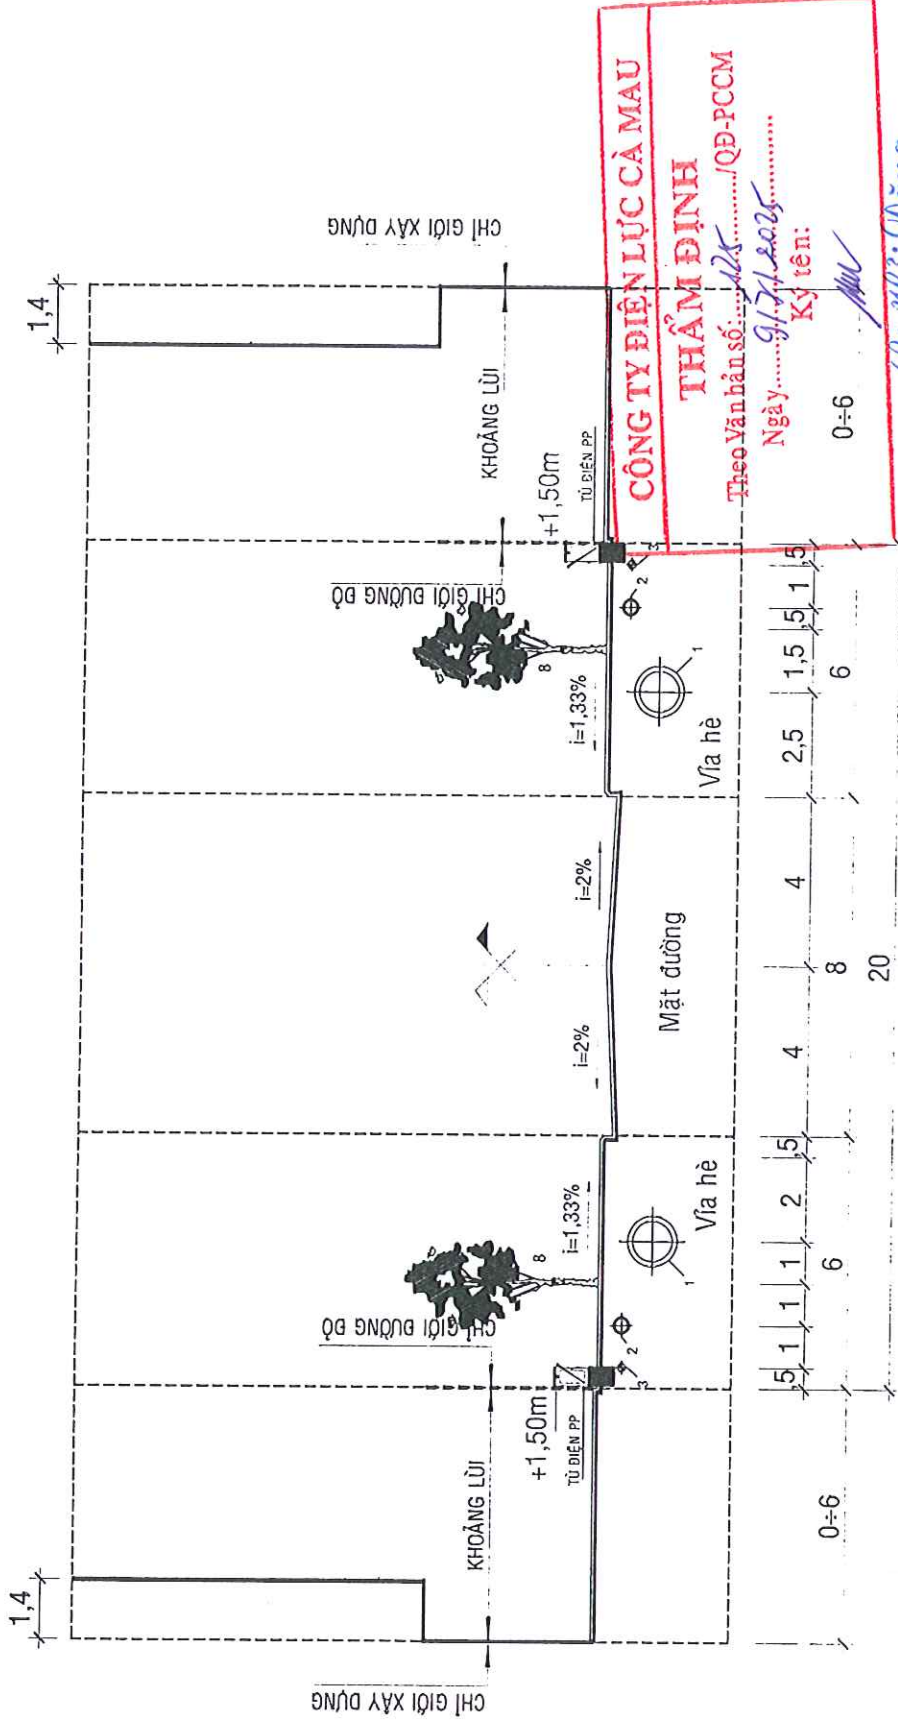 1,4
1,4
CHỈ GIỚI XÂY DỰNG
CHỈ GIỚI XÂY DỰNG
KHOẢNG LÙI
KHOẢNG LÙI
CHỈ GIỚI ĐƯỜNG ĐỎ
CHỈ GIỚI ĐƯỜNG ĐỎ
+1,50m
+1,50m
TỦ ĐIỆN PP
TỦ ĐIỆN PP
8
8
i=1,33%
i=2%
i=2%
i=1,33%
3
2
1
1
2
3
Vỉa hè
Mặt đường
Vỉa hè
,5 1 1 1 2 ,5 4 4 2,5 1,5 ,5 1 ,5
0÷6 6 8 6 0÷6
20
CÔNG TY ĐIỆN LỰC CÀ MAU
THẨM ĐỊNH
Theo Văn bản số: 125 /QĐ-PCCM
Ngày 9/7/2025
Ký tên: